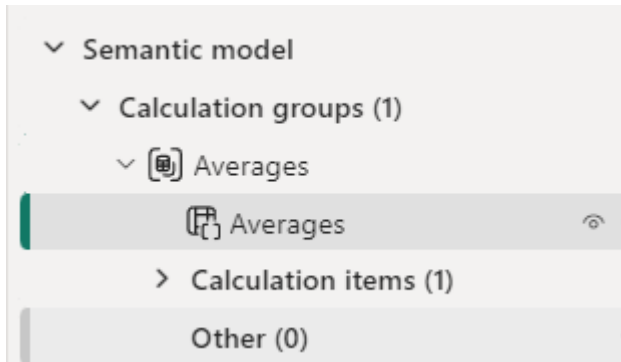 Semantic model
Calculation groups (1)
Averages
Averages
Calculation items (1)
Other (0)